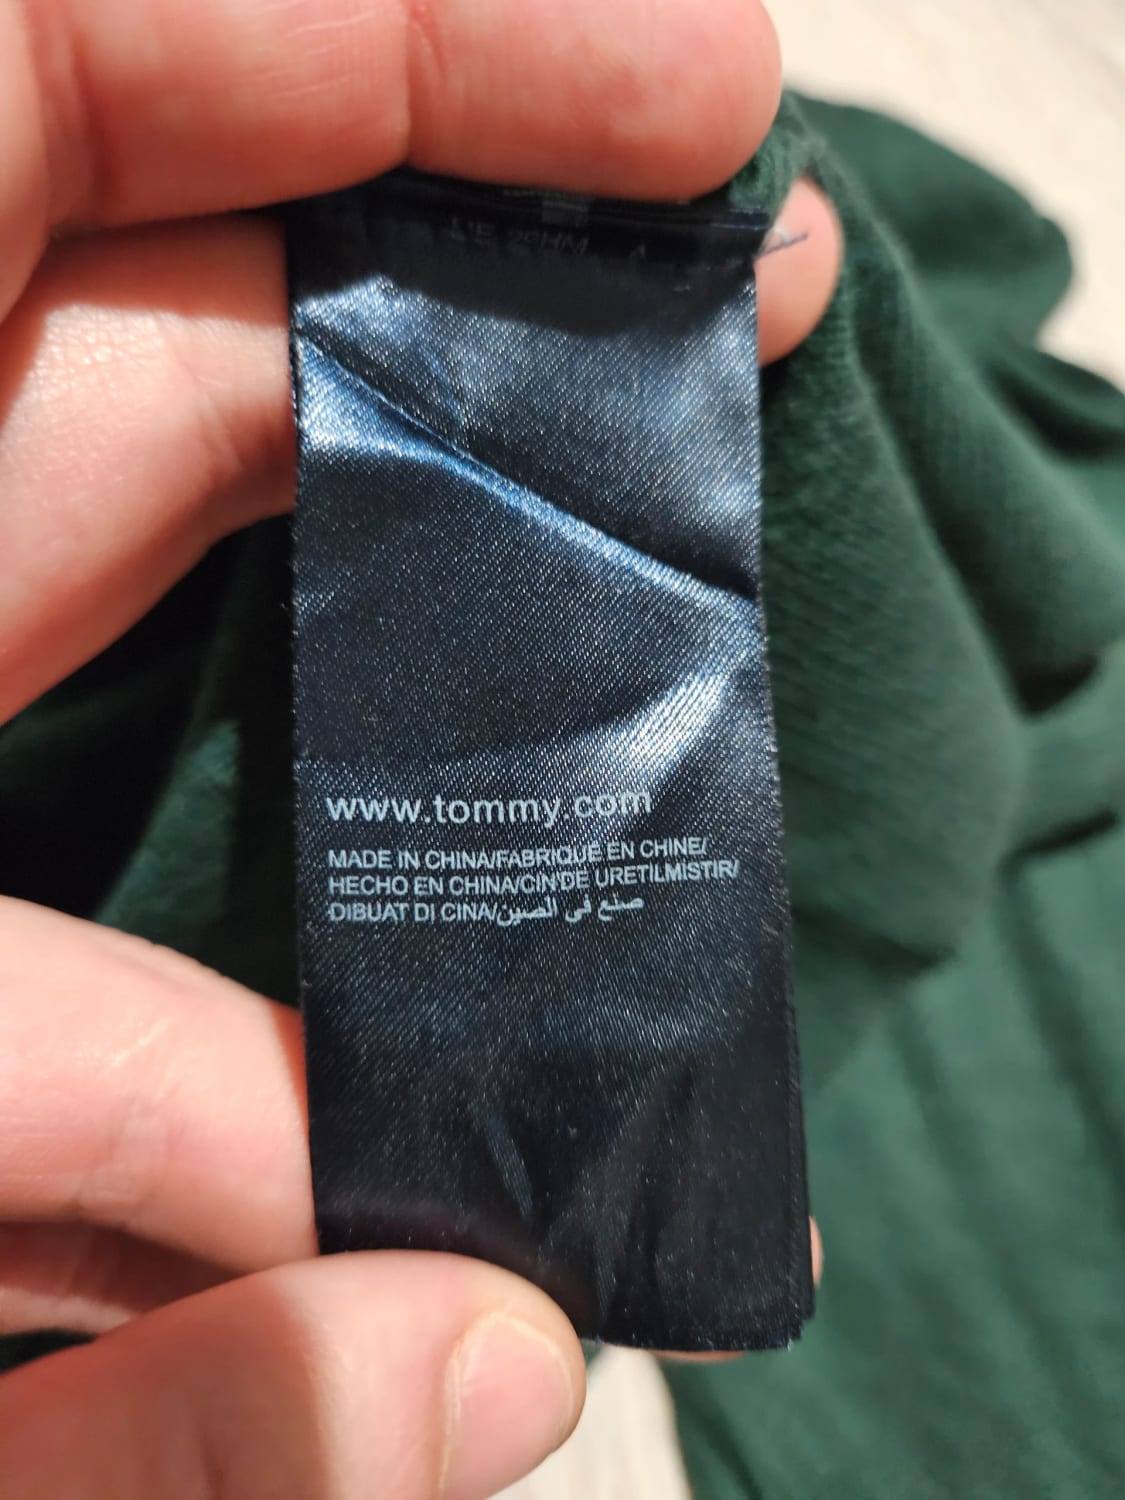 www.tommy.com
MADE IN CHINA/FABRIQUÉ EN CHINE/
HECHO EN CHINA/CIN'DE URETILMISTIR/
DIBUAT DI CINA/صنع في الصين